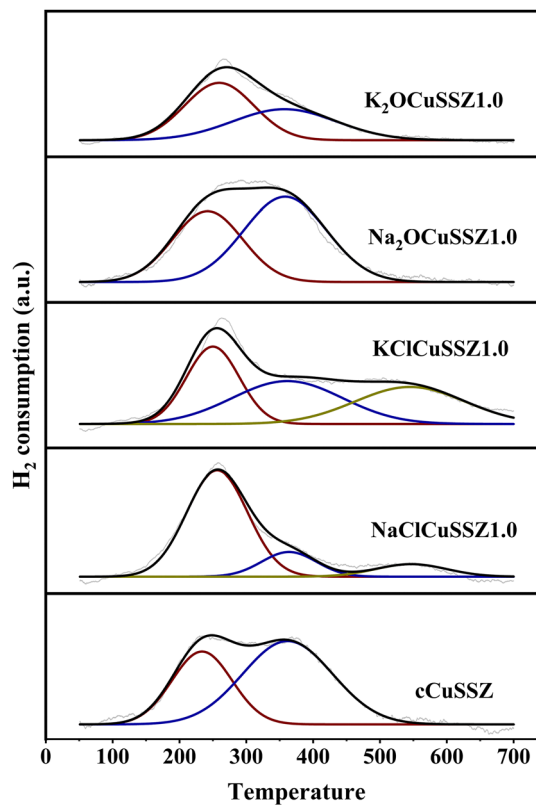 K₂OCuSSZ1.0
Na₂OCuSSZ1.0
KClCuSSZ1.0
NaClCuSSZ1.0
cCuSSZ
H₂ consumption (a.u.)
0 100 200 300 400 500 600 700
Temperature